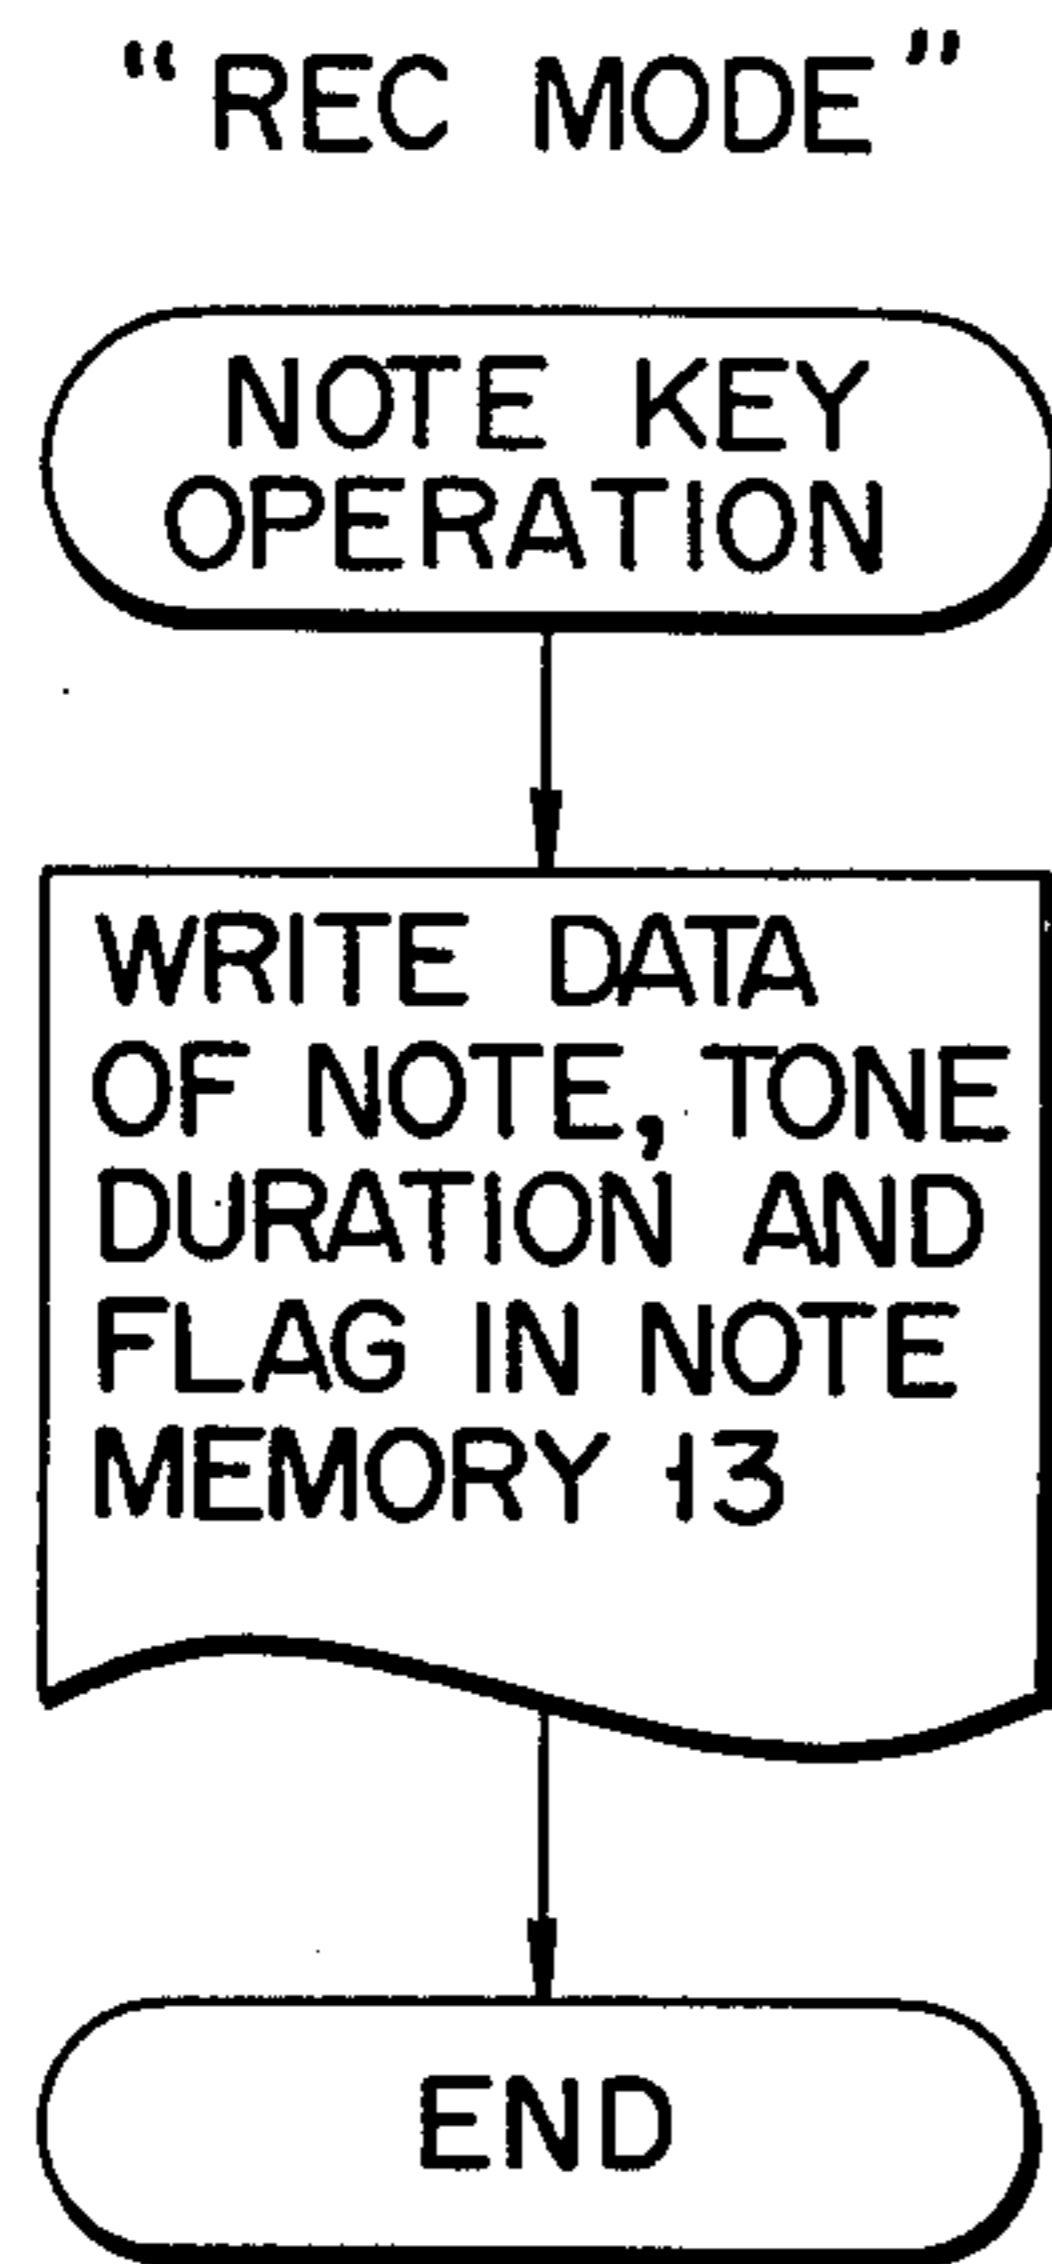 “REC MODE”
NOTE KEY
OPERATION
WRITE DATA
OF NOTE, TONE
DURATION AND
FLAG IN NOTE
MEMORY 13
END